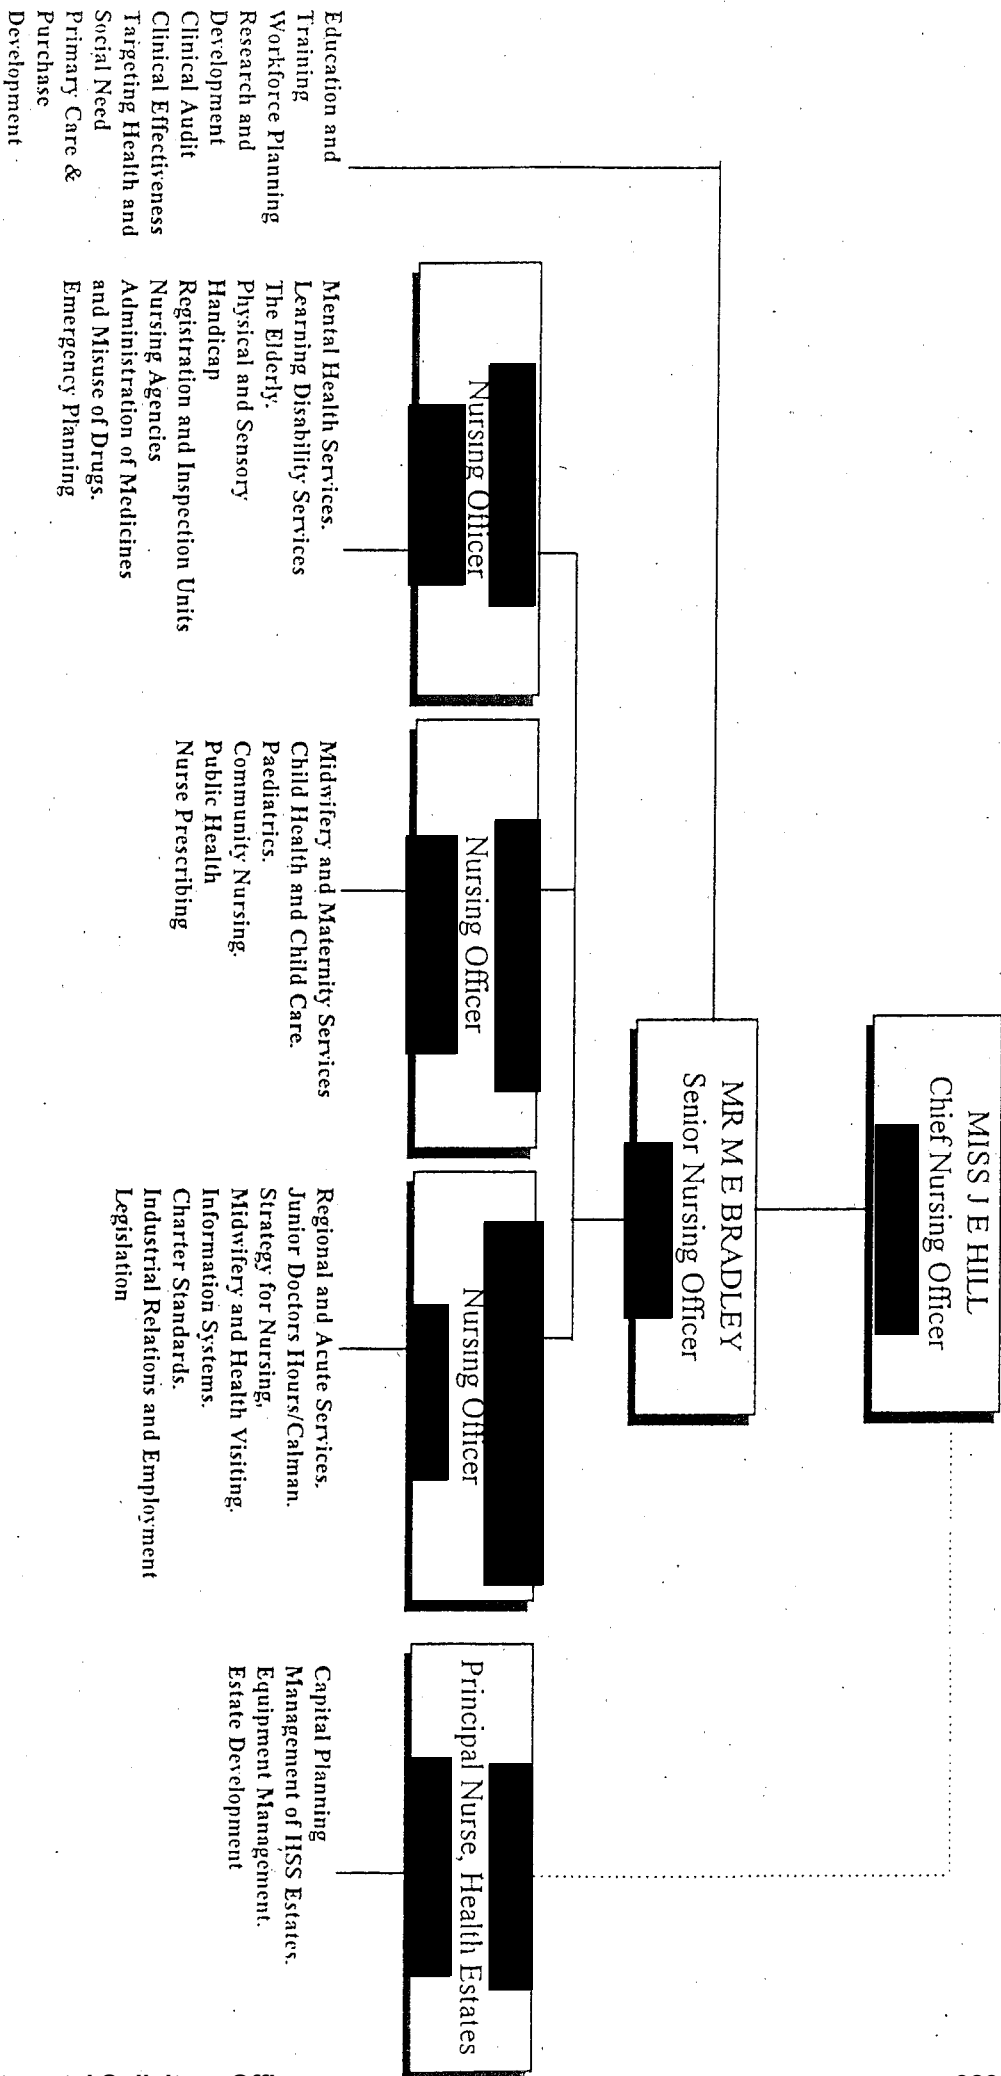 MISS J E HILL
Chief Nursing Officer
MR M E BRADLEY
Senior Nursing Officer
Nursing Officer
Nursing Officer
Nursing Officer
Principal Nurse, Health Estates
Education and
Training
Workforce Planning
Research and
Development
Clinical Audit
Clinical Effectiveness
Targeting Health and
Social Need
Primary Care &
Purchase
Development
Mental Health Services.
Learning Disability Services
The Elderly.
Physical and Sensory
Handicap
Registration and Inspection Units
Nursing Agencies
Administration of Medicines
and Misuse of Drugs.
Emergency Planning
Midwifery and Maternity Services
Child Health and Child Care.
Paediatrics.
Community Nursing.
Public Health
Nurse Prescribing
Regional and Acute Services.
Junior Doctors Hours/Calman.
Strategy for Nursing,
Midwifery and Health Visiting.
Information Systems.
Charter Standards.
Industrial Relations and Employment
Legislation
Capital Planning
Management of HSS Estates.
Equipment Management.
Estate Development